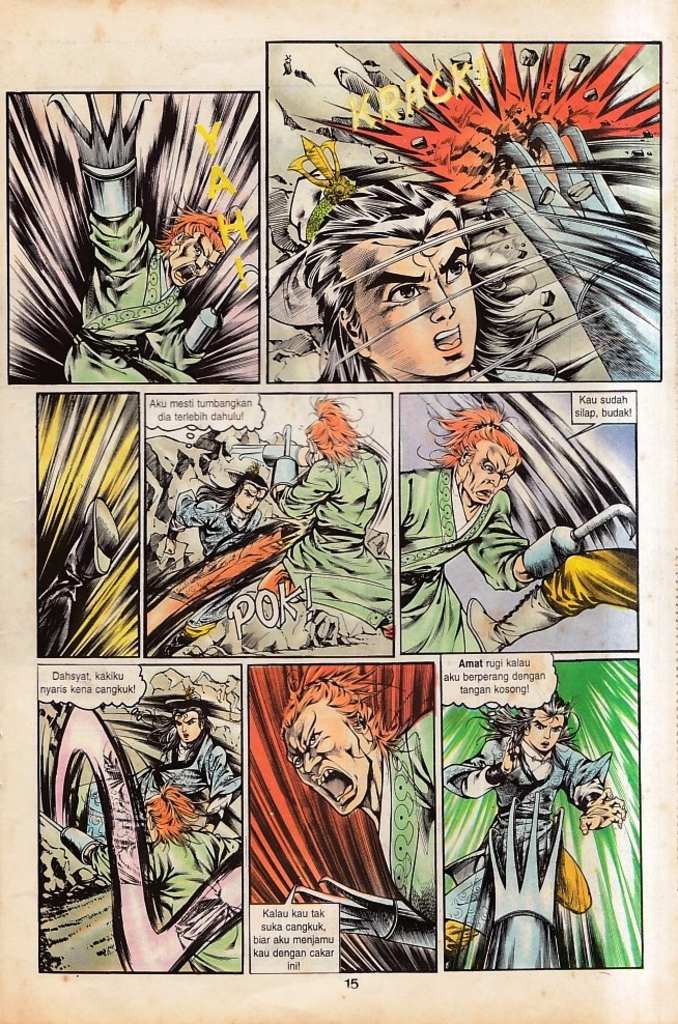 YAH!
KRACK!
Aku mesti tumbangkan
dia terlebih dahulu!
POK!
Kau sudah
silap, budak!
Dahsyat, kakiku
nyaris kena cangkuk!
Kalau kau tak
suka cangkuk,
biar aku menjamu
kau dengan cakar
ini!
Amat rugi kalau
aku berperang dengan
tangan kosong!
15